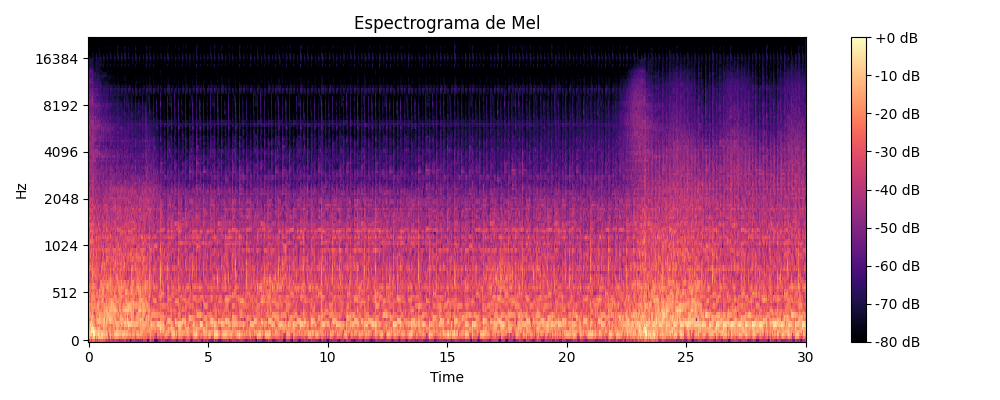 Espectrograma de Mel
Hz
16384
8192
4096
2048
1024
512
0
0 5 10 15 20 25 30
Time
+0 dB
-10 dB
-20 dB
-30 dB
-40 dB
-50 dB
-60 dB
-70 dB
-80 dB